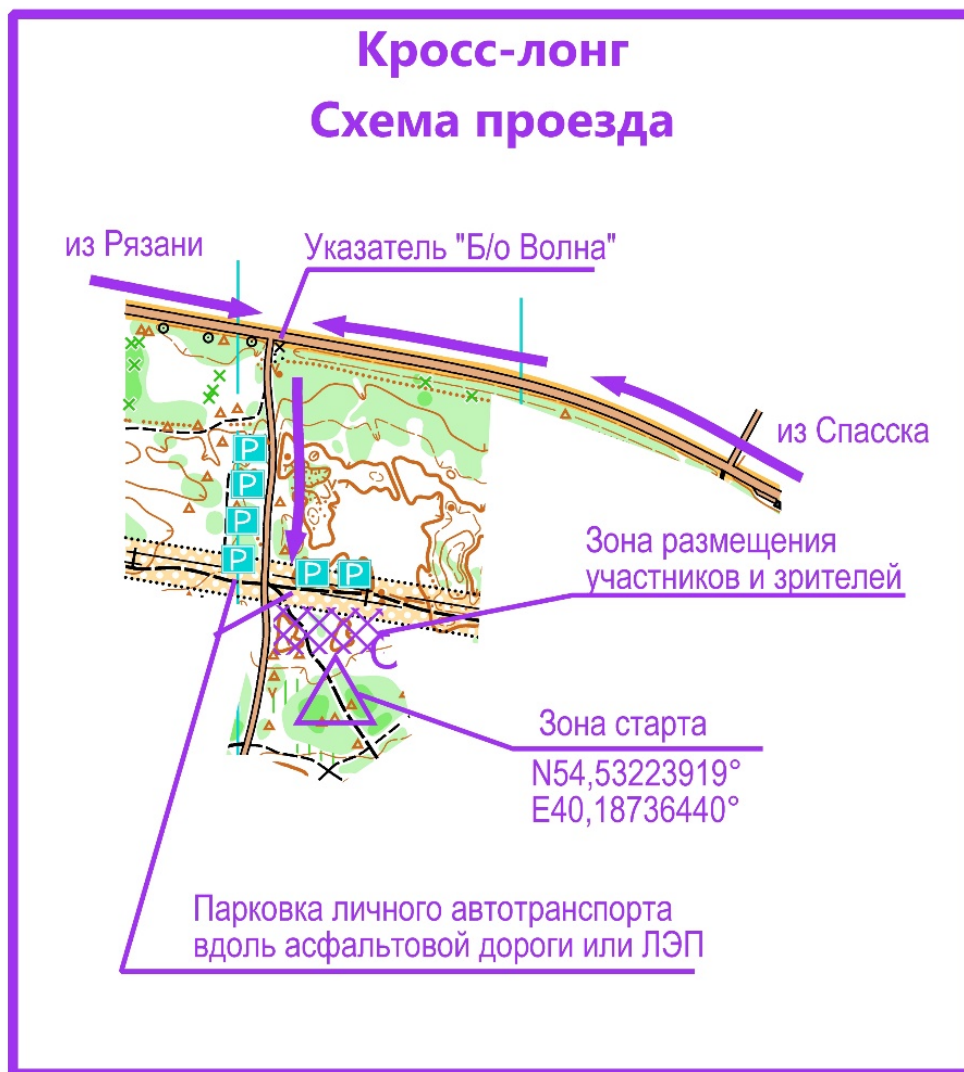 Кросс-лонг
Схема проезда
из Рязани
Указатель "Б/о Волна"
из Спасска
P
P
P
P
P
P
Зона размещения
участников и зрителей
С
Зона старта
N54,53223919°
E40,18736440°
Парковка личного автотранспорта
вдоль асфальтовой дороги или ЛЭП